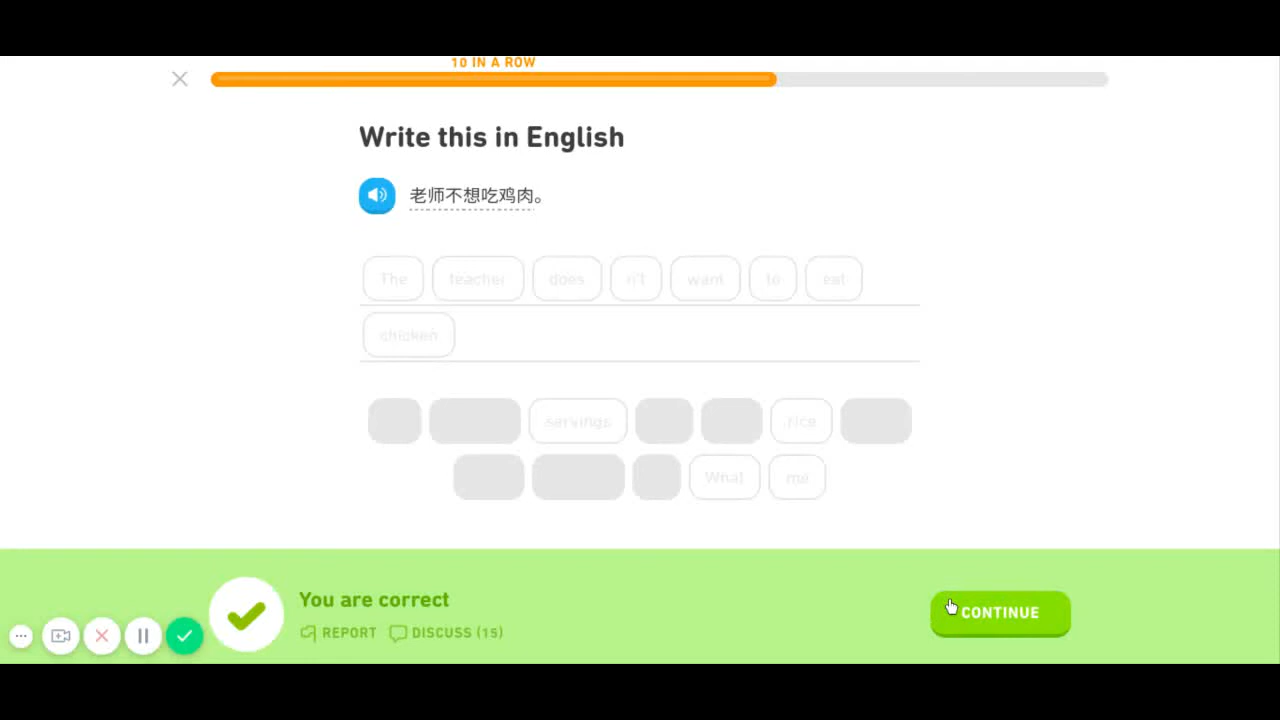 10 IN A ROW
Write this in English
老师不想吃鸡肉。
The teacher does n't want to eat
chicken
servings rice
What me
You are correct
REPORT DISCUSS (15)
CONTINUE